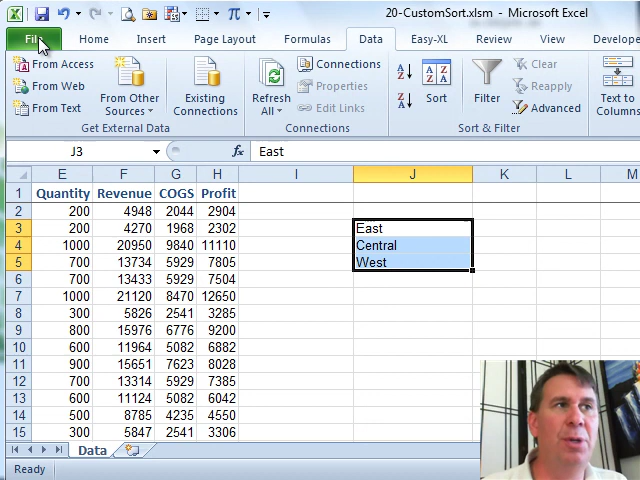 20-CustomSort.xlsm - Microsoft Excel
File Home Insert Page Layout Formulas Data Easy-XL Review View Develope
From Access
From Web
From Text
From Other Sources
Existing Connections
Get External Data
Refresh All
Connections
Properties
Edit Links
Connections
A Z
Z A
Sort
Filter
Clear
Reapply
Advanced
Sort & Filter
Text to Columns
J3 fx East
E F G H I J K L M
1 Quantity Revenue COGS Profit
2 200 4948 2044 2904
3 200 4270 1968 2302 East
4 1000 20950 9840 11110 Central
5 700 13734 5929 7805 West
6 700 13433 5929 7504
7 1000 21120 8470 12650
8 300 5826 2541 3285
9 800 15976 6776 9200
10 600 11964 5082 6882
11 900 15651 7623 8028
12 700 13314 5929 7385
13 600 11124 5082 6042
14 500 8785 4235 4550
15 300 5847 2541 3306
Data
Ready